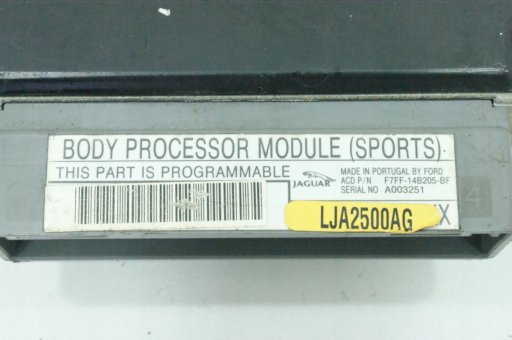 BODY PROCESSOR MODULE (SPORTS)
THIS PART IS PROGRAMMABLE
JAGUAR
MADE IN PORTUGAL BY FORD
ACD P/N F7FF-14B205-BF
SERIAL NO A003251
LJA2500AG
X